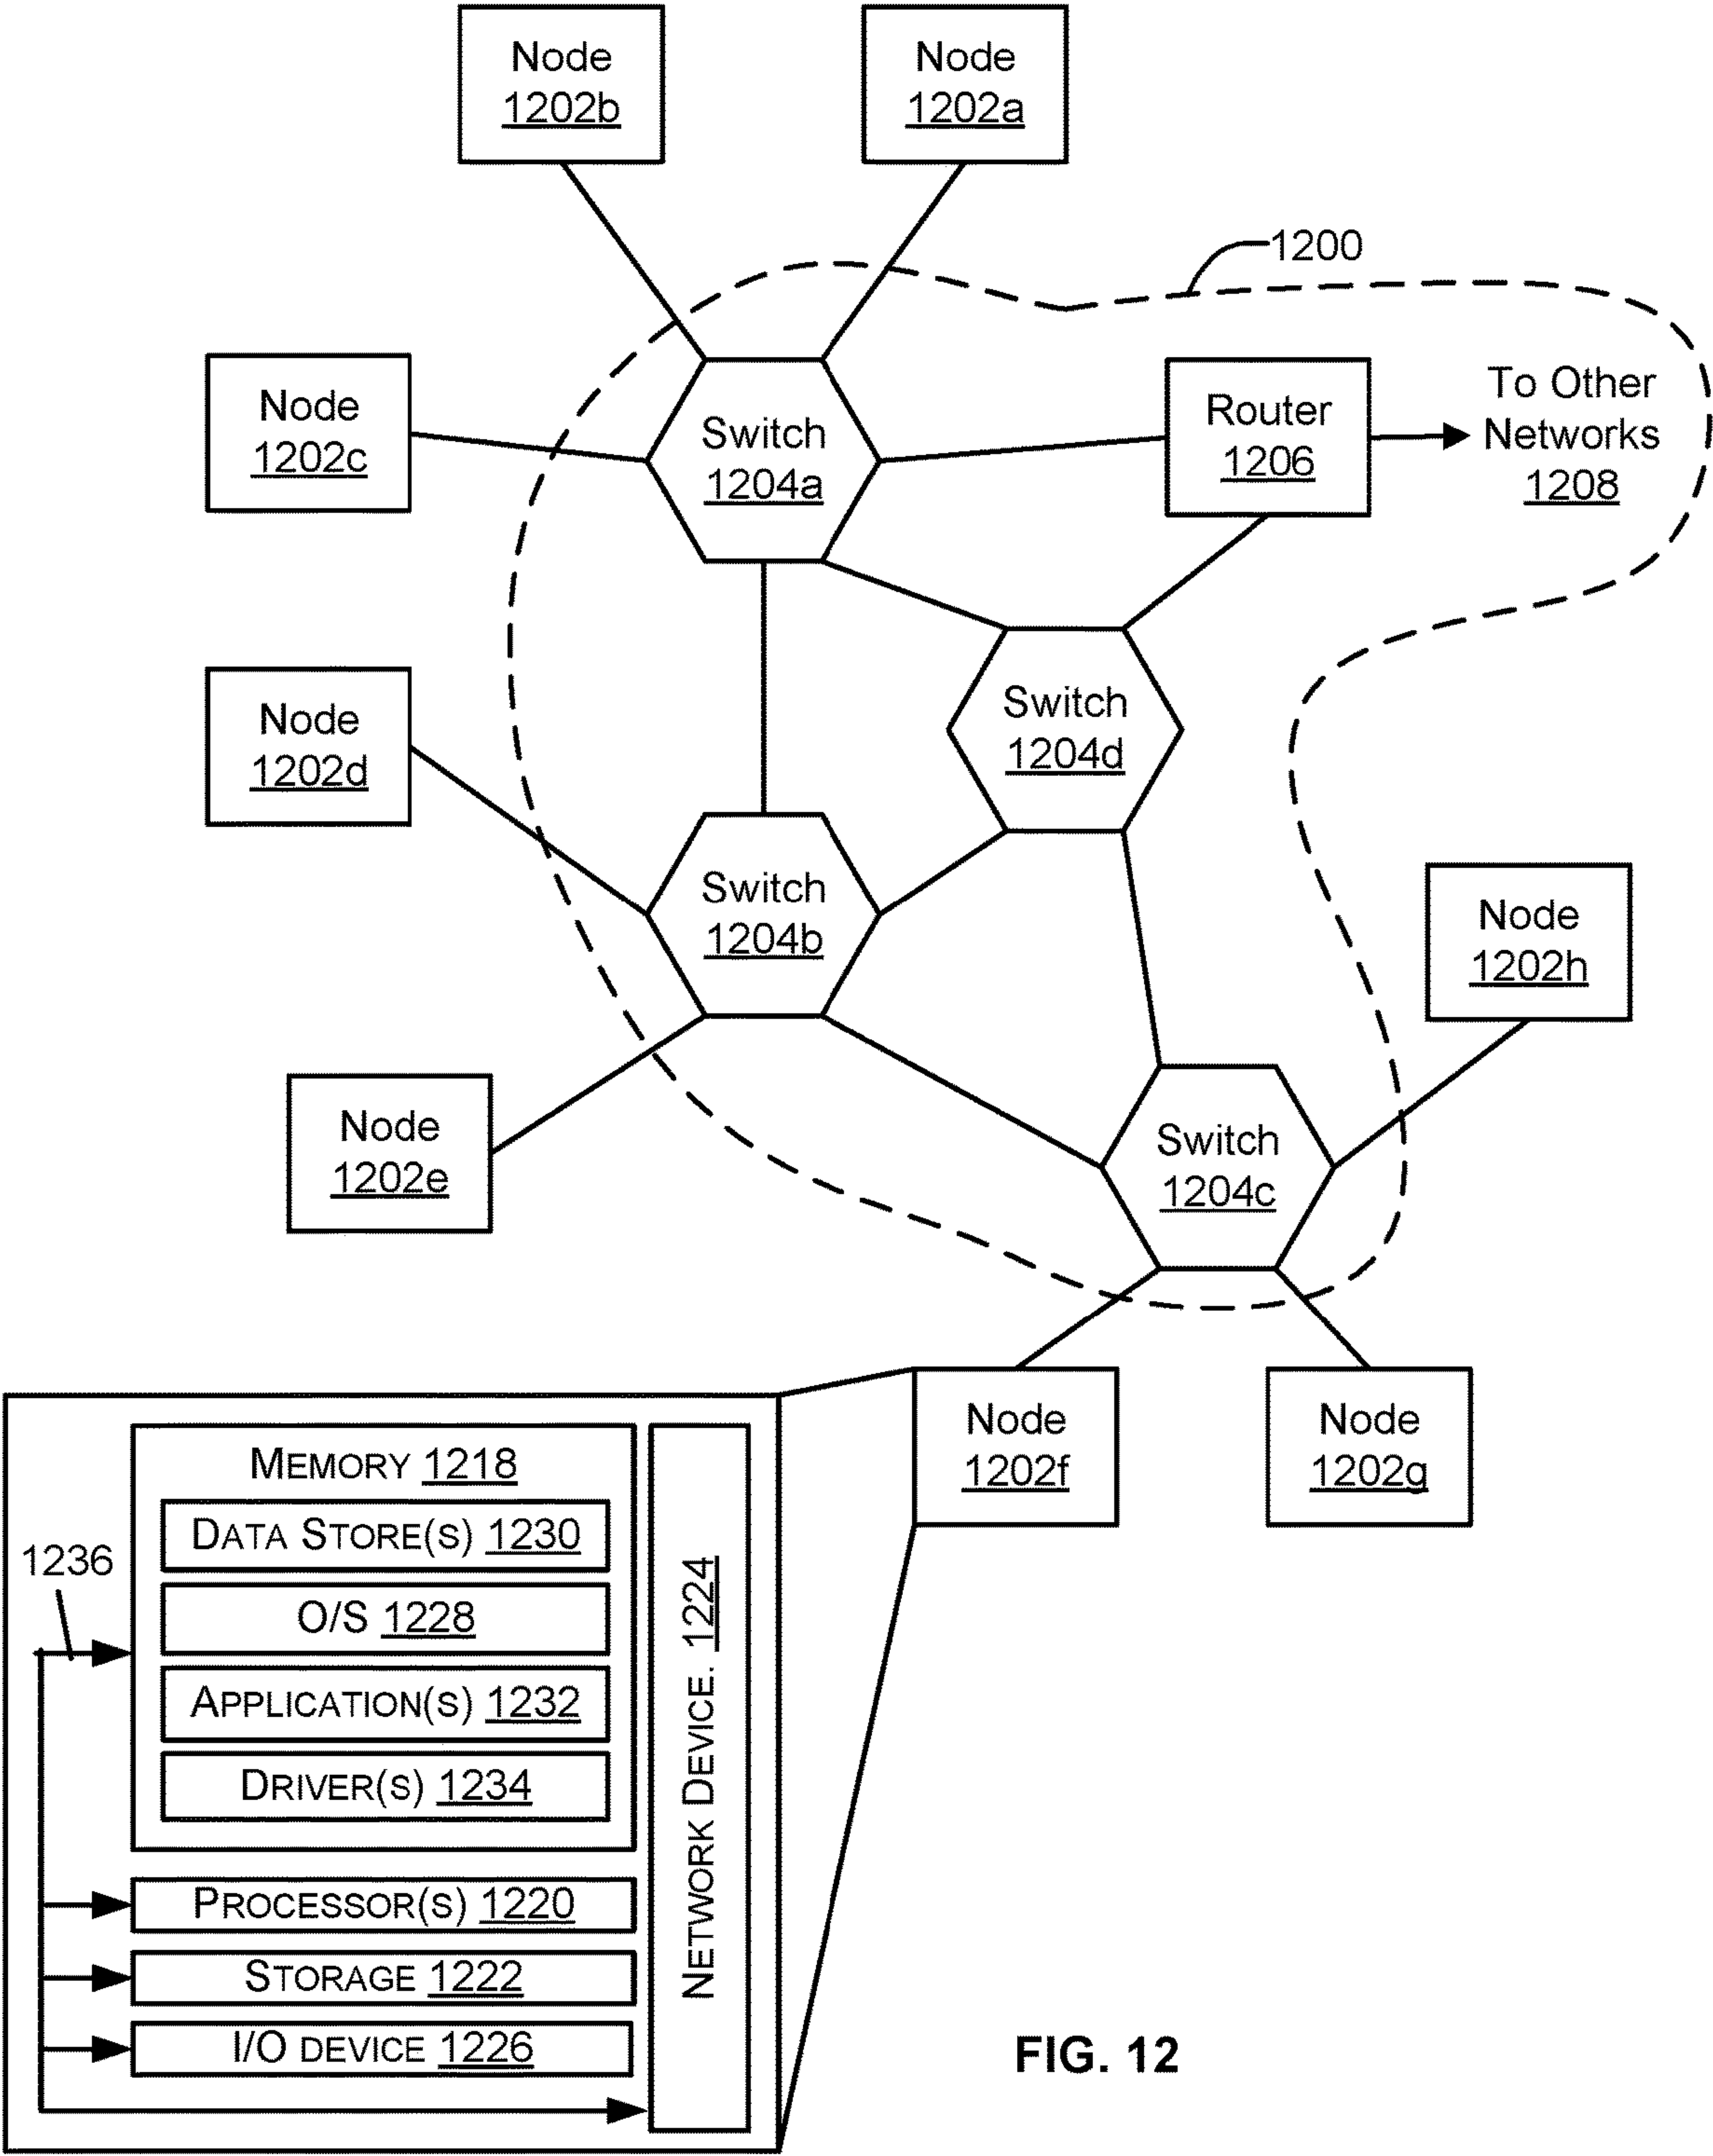 Node
1202b
Node
1202a
1200
Node
1202c
Switch
1204a
Router
1206
To Other
Networks
1208
Node
1202d
Switch
1204d
Switch
1204b
Node
1202h
Node
1202e
Switch
1204c
Node
1202f
Node
1202g
MEMORY 1218
DATA STORE(S) 1230
1236
O/S 1228
APPLICATION(S) 1232
DRIVER(S) 1234
NETWORK DEVICE. 1224
PROCESSOR(S) 1220
STORAGE 1222
I/O DEVICE 1226
FIG. 12